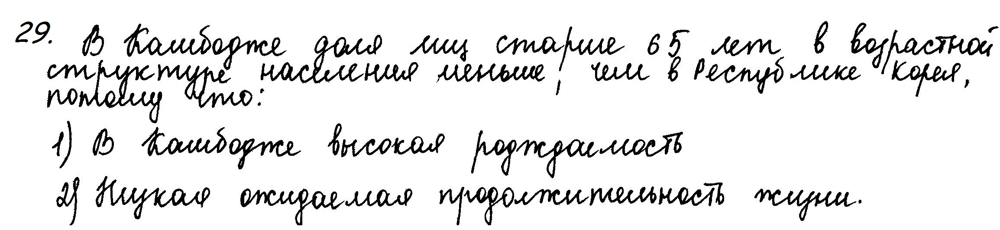 29. В Камбодже доля лиц старше 65 лет в возрастной
структуре населения меньше, чем в Республике Корея,
потому что:
1) В Камбодже высокая родждаемость
2) Низкая ожидаемая продолжительность жизни.